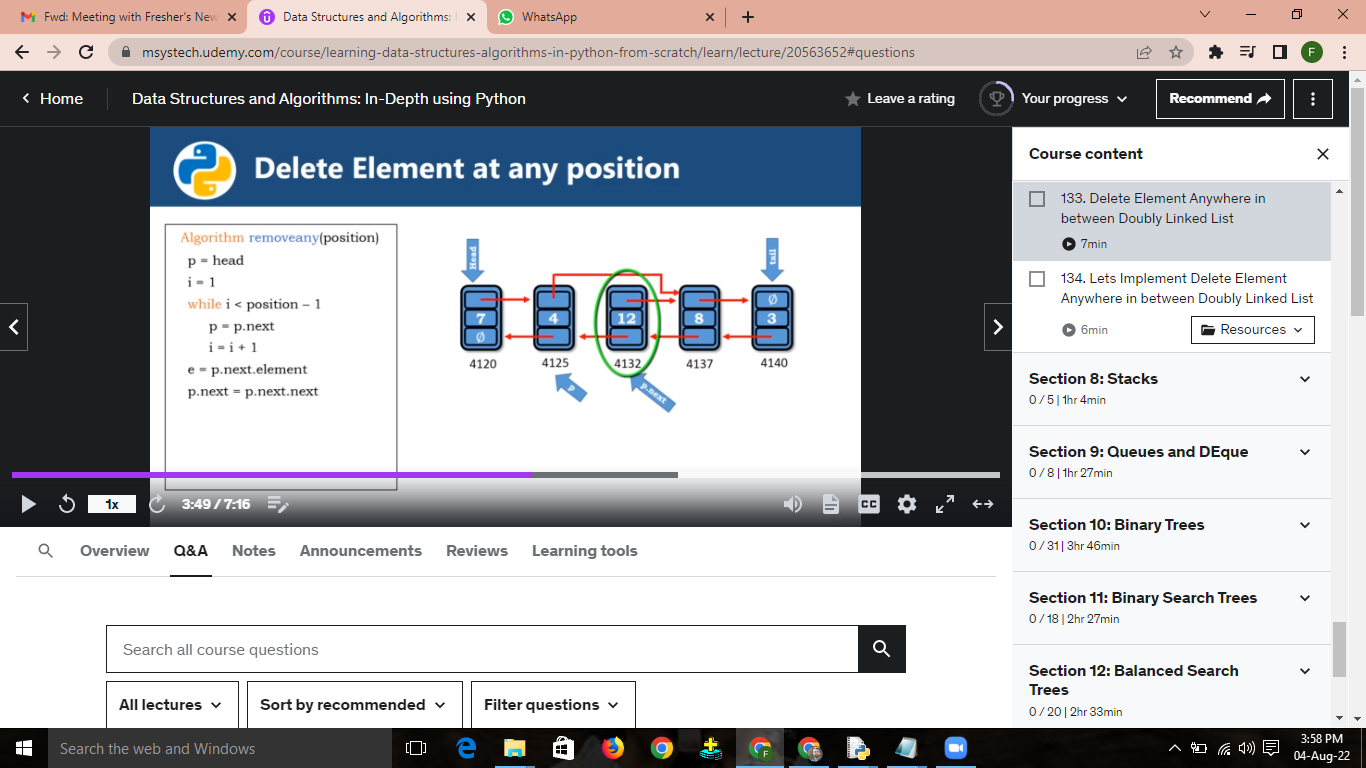 Fwd: Meeting with Fresher's New
Data Structures and Algorithms:
WhatsApp
msystech.udemy.com/course/learning-data-structures-algorithms-in-python-from-scratch/learn/lecture/20563652#questions
F
Home
Data Structures and Algorithms: In-Depth using Python
Leave a rating
Your progress
Recommend
Delete Element at any position
Algorithm removeany(position)
p = head
i = 1
while i < position – 1
p = p.next
i = i + 1
e = p.next.element
p.next = p.next.next
Head
tail
7 4 12 8 3
Ø
Ø
4120 4125 4132 4137 4140
p
p.next
1x
3:49 / 7:16
CC
Course content
133. Delete Element Anywhere in
between Doubly Linked List
7min
134. Lets Implement Delete Element
Anywhere in between Doubly Linked List
6min
Resources
Section 8: Stacks
0 / 5 | 1hr 4min
Section 9: Queues and DEque
0 / 8 | 1hr 27min
Section 10: Binary Trees
0 / 31 | 3hr 46min
Section 11: Binary Search Trees
0 / 18 | 2hr 27min
Section 12: Balanced Search
Trees
0 / 20 | 2hr 33min
Overview
Q&A
Notes
Announcements
Reviews
Learning tools
Search all course questions
All lectures
Sort by recommended
Filter questions
Search the web and Windows
3:58 PM
04-Aug-22